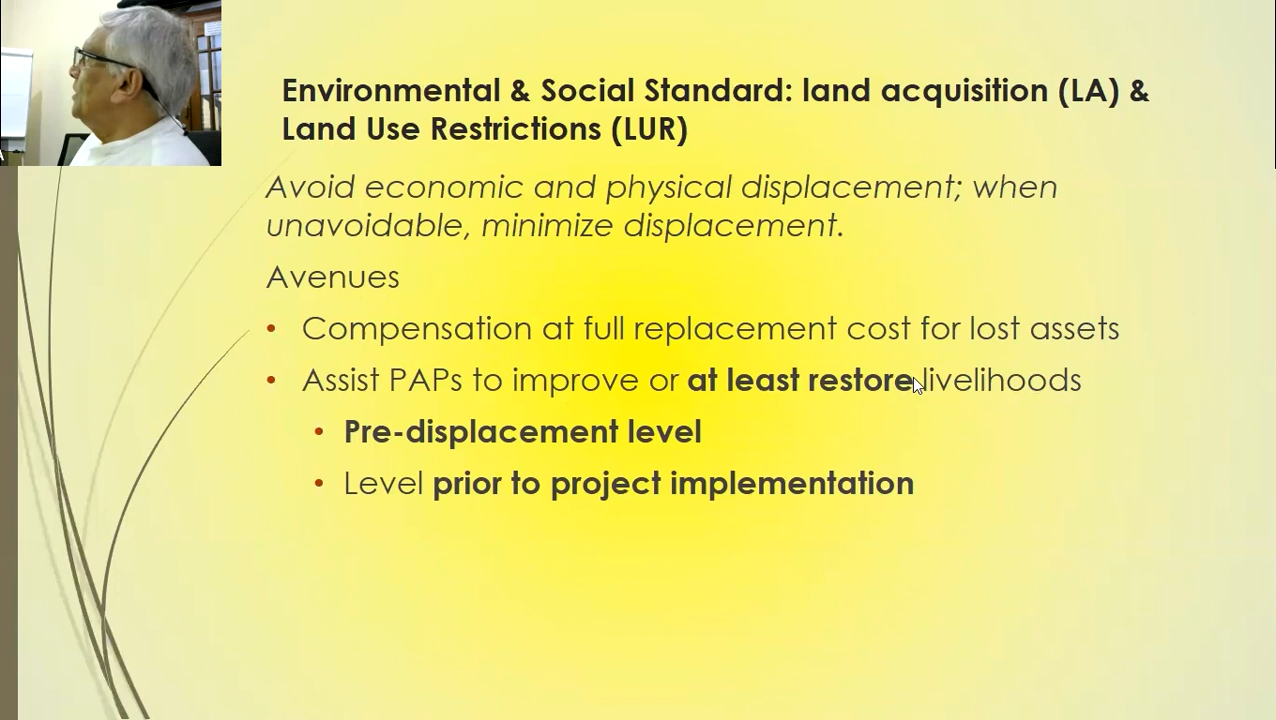 Environmental & Social Standard: land acquisition (LA) &
Land Use Restrictions (LUR)
Avoid economic and physical displacement; when
unavoidable, minimize displacement.
Avenues
• Compensation at full replacement cost for lost assets
• Assist PAPs to improve or at least restore livelihoods
• Pre-displacement level
• Level prior to project implementation